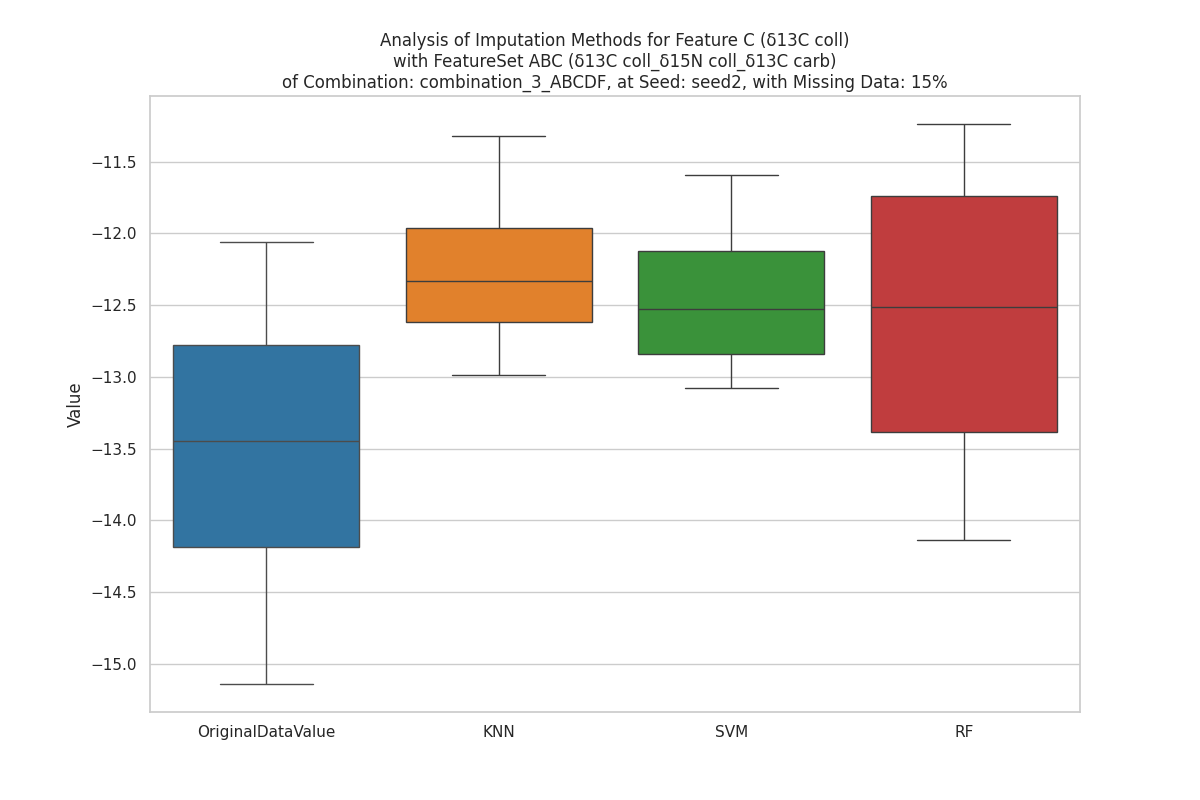 Analysis of Imputation Methods for Feature C (δ13C coll)
with FeatureSet ABC (δ13C coll_δ15N coll_δ13C carb)
of Combination: combination_3_ABCDF, at Seed: seed2, with Missing Data: 15%
Value
−11.5
−12.0
−12.5
−13.0
−13.5
−14.0
−14.5
−15.0
OriginalDataValue KNN SVM RF